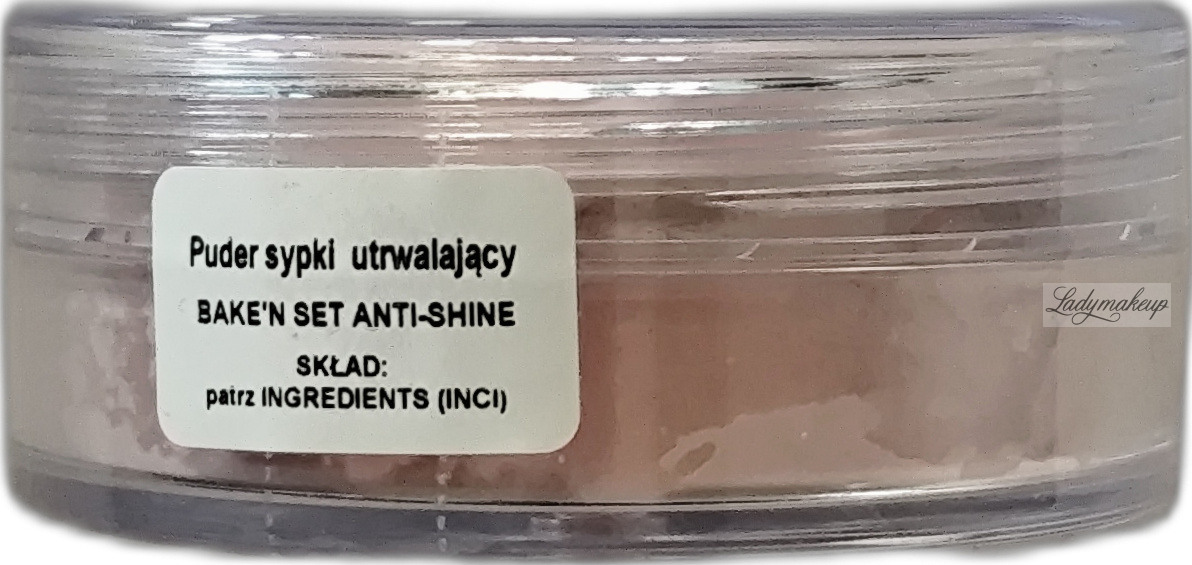 Puder sypki utrwalający
BAKE'N SET ANTI-SHINE
SKŁAD:
patrz INGREDIENTS (INCI)
Ladymakeup